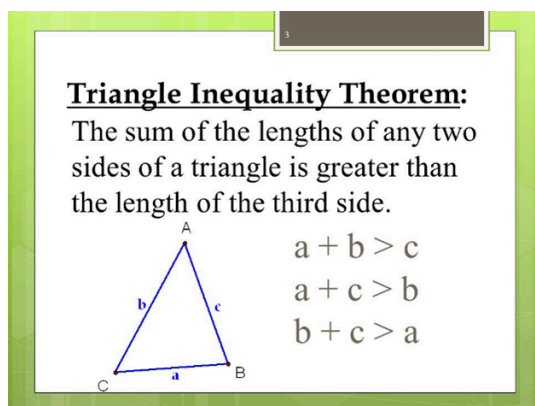 3
Triangle Inequality Theorem:
The sum of the lengths of any two
sides of a triangle is greater than
the length of the third side.
A
a + b > c
a + c > b
b c
b + c > a
a B
C